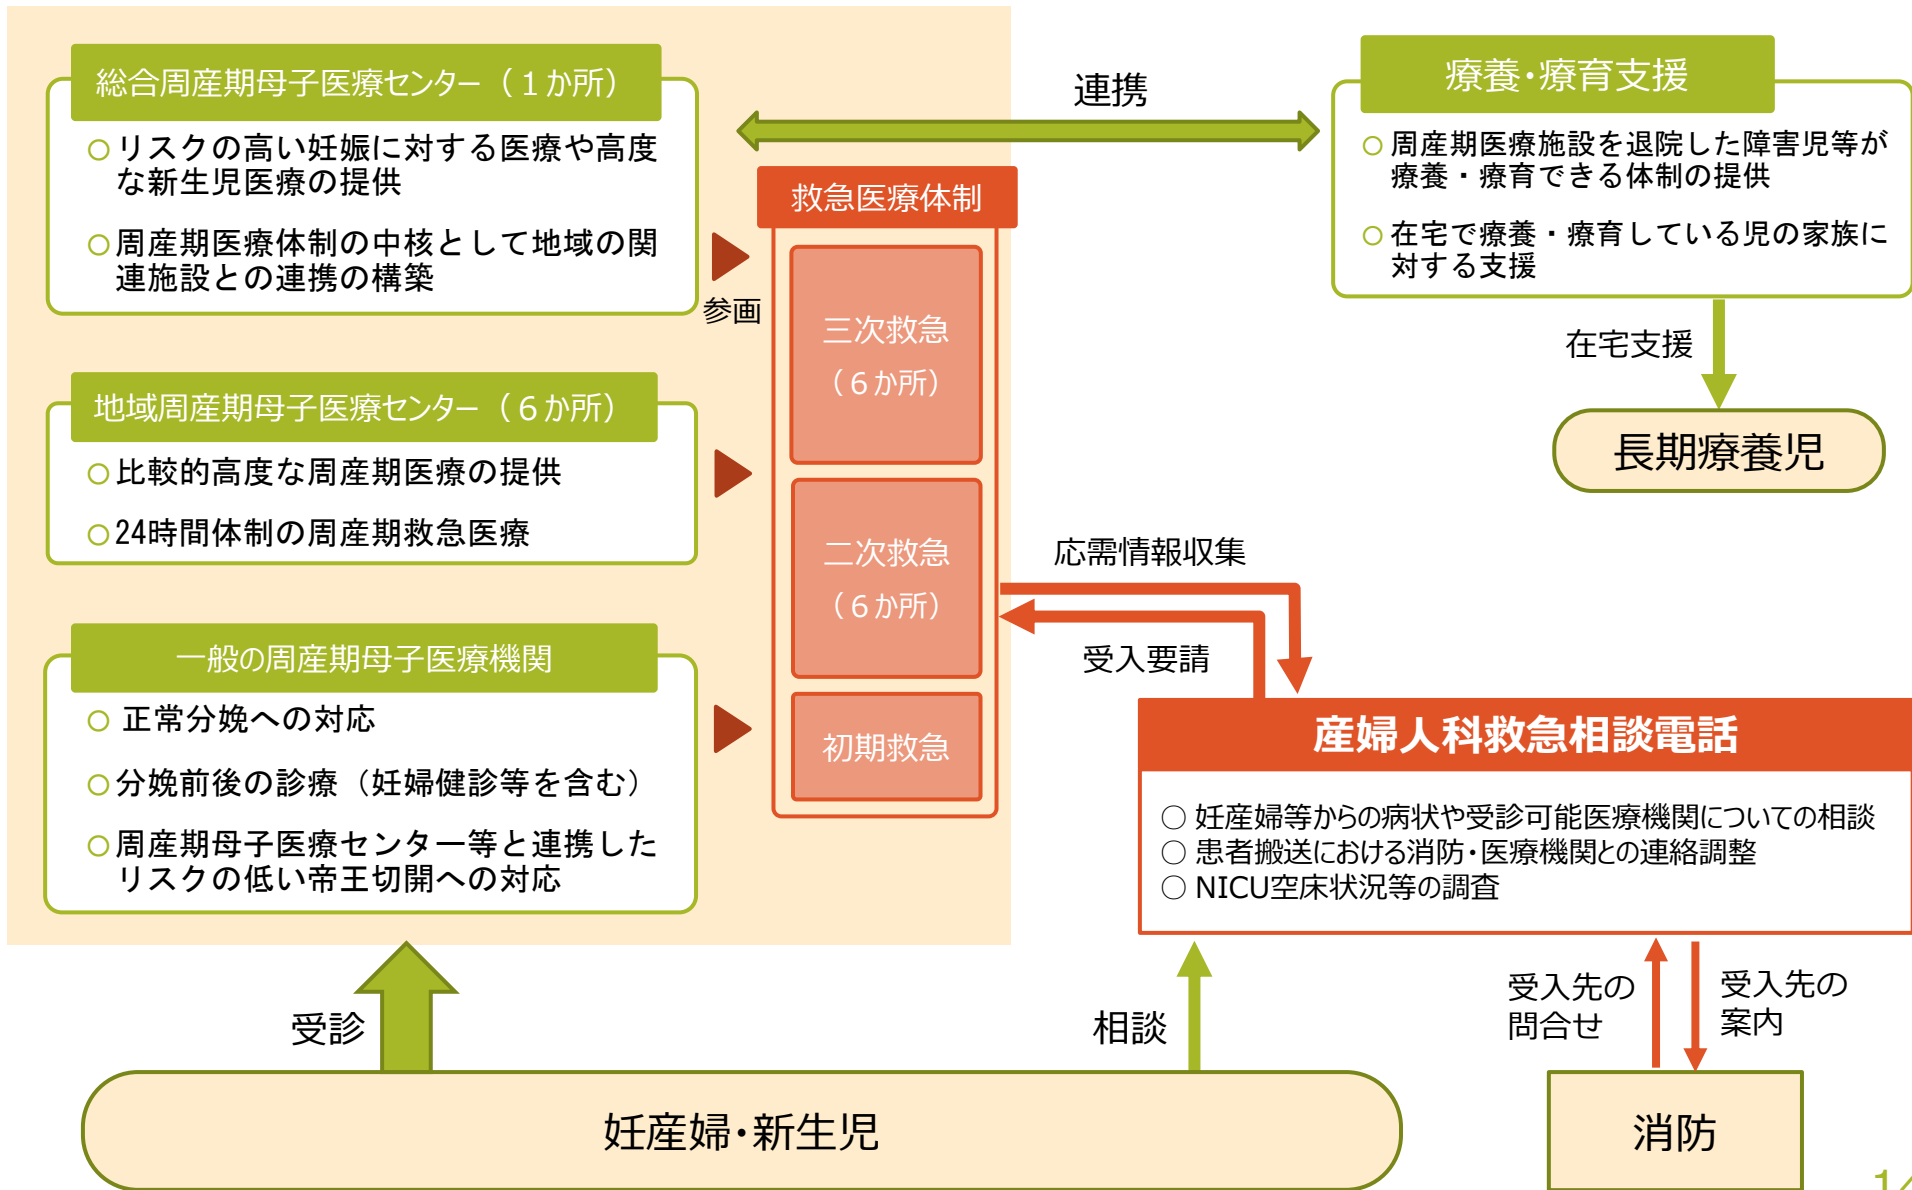 総合周産期母子医療センター（１か所）
○リスクの高い妊娠に対する医療や高度
な新生児医療の提供
○周産期医療体制の中核として地域の関
連施設との連携の構築
参画
地域周産期母子医療センター（６か所）
○比較的高度な周産期医療の提供
○24時間体制の周産期救急医療
一般の周産期母子医療機関
○ 正常分娩への対応
○分娩前後の診療（妊婦健診等を含む）
○周産期母子医療センター等と連携した
リスクの低い帝王切開への対応
救急医療体制
三次救急
（６か所）
二次救急
（６か所）
初期救急
連携
療養・療育支援
○周産期医療施設を退院した障害児等が
療養・療育できる体制の提供
○在宅で療養・療育している児の家族に
対する支援
在宅支援
長期療養児
応需情報収集
受入要請
産婦人科救急相談電話
○ 妊産婦等からの病状や受診可能医療機関についての相談
○ 患者搬送における消防・医療機関との連絡調整
○ NICU空床状況等の調査
受診
相談
受入先の
問合せ
受入先の
案内
妊産婦・新生児
消防